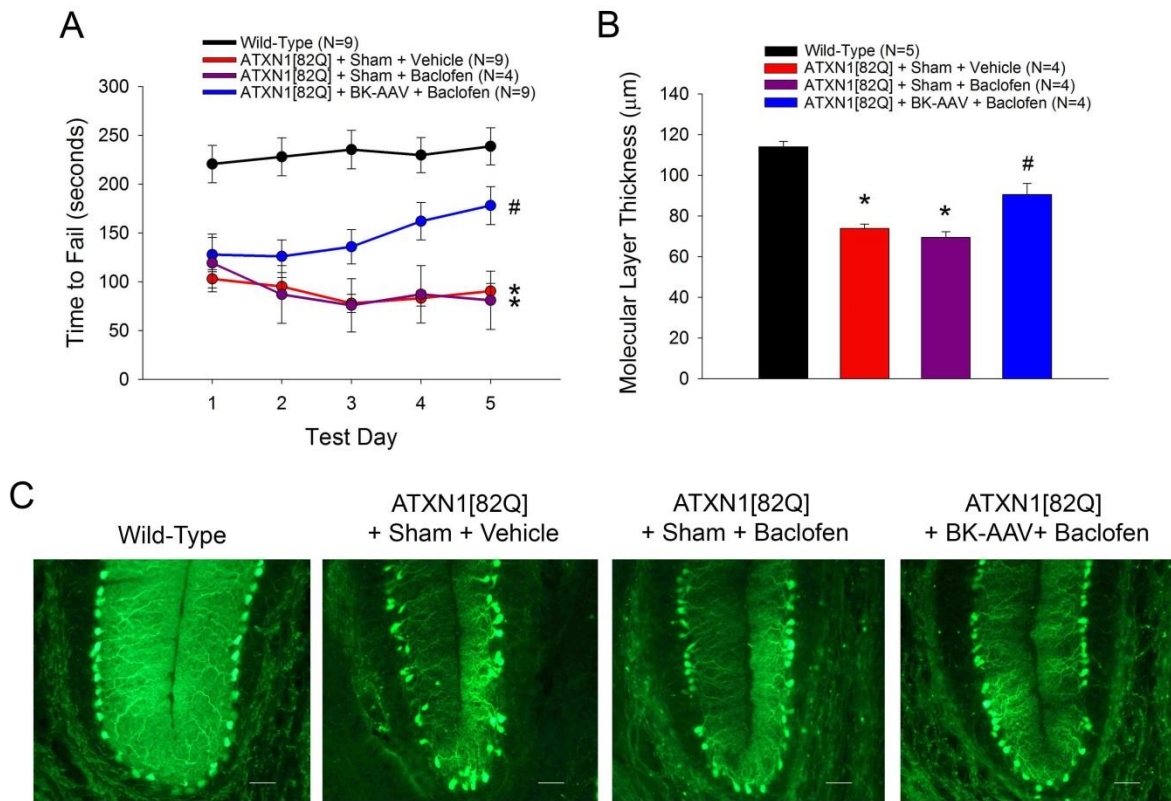 A
Wild-Type (N=9)
ATXN1[82Q] + Sham + Vehicle (N=9)
ATXN1[82Q] + Sham + Baclofen (N=4)
ATXN1[82Q] + BK-AAV + Baclofen (N=9)
300
250
200
150
100
50
0
Time to Fail (seconds)
#
*
*
1 2 3 4 5
Test Day
B
Wild-Type (N=5)
ATXN1[82Q] + Sham + Vehicle (N=4)
ATXN1[82Q] + Sham + Baclofen (N=4)
ATXN1[82Q] + BK-AAV + Baclofen (N=4)
140
120
100
80
60
40
20
0
Molecular Layer Thickness (μm)
* * #
C
Wild-Type
ATXN1[82Q]
+ Sham + Vehicle
ATXN1[82Q]
+ Sham + Baclofen
ATXN1[82Q]
+ BK-AAV+ Baclofen